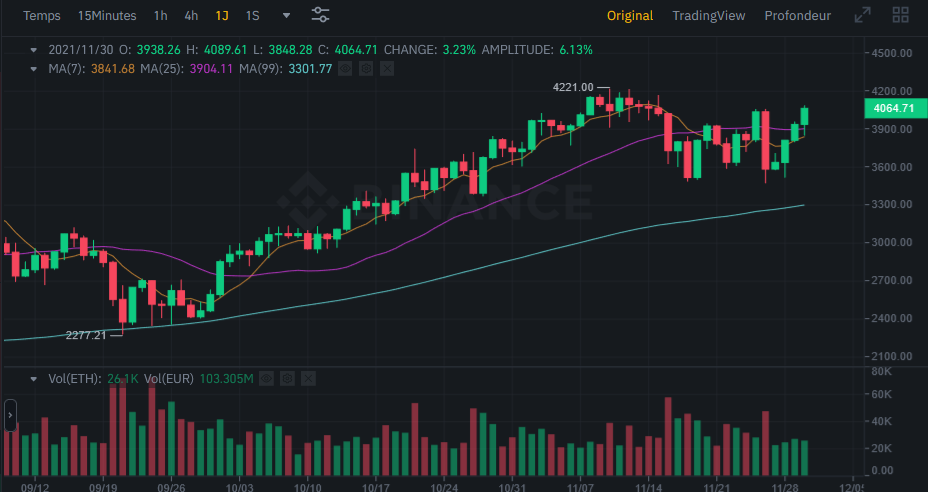 Temps 15Minutes 1h 4h 1J 1S Original TradingView Profondeur
2021/11/30 O: 3938.26 H: 4089.61 L: 3848.28 C: 4064.71 CHANGE: 3.23% AMPLITUDE: 6.13%
MA(7): 3841.68 MA(25): 3904.11 MA(99): 3301.77
4500.00
4221.00
4200.00
4064.71
3900.00
3600.00
BINANCE
3300.00
3000.00
2700.00
2400.00
2277.21
2100.00
Vol(ETH): 26.1K Vol(EUR) 103.305M
80K
60K
40K
20K
0.00
09/12 09/19 09/26 10/03 10/10 10/17 10/24 10/31 11/07 11/14 11/21 11/28 12/05